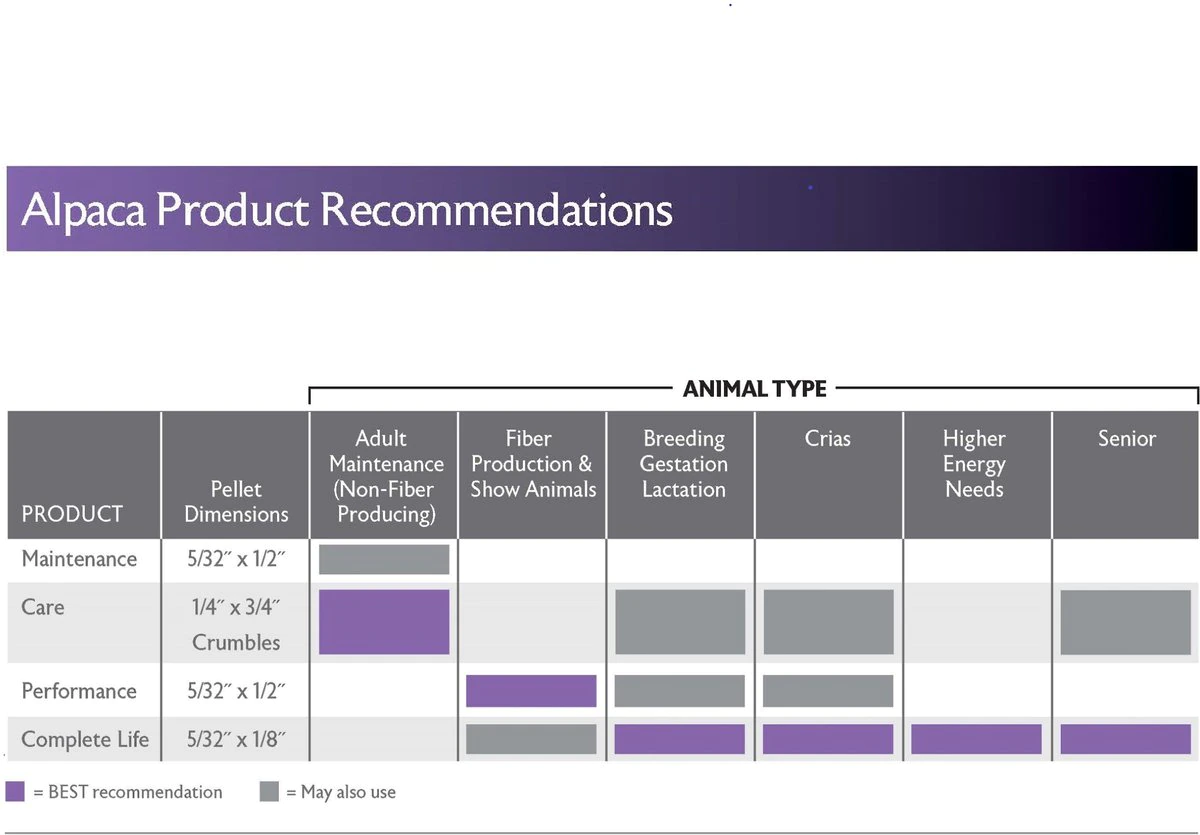 Alpaca Product Recommendations
ANIMAL TYPE
PRODUCT
Pellet
Dimensions
Adult
Maintenance
(Non-Fiber
Producing)
Fiber
Production &
Show Animals
Breeding
Gestation
Lactation
Crias
Higher
Energy
Needs
Senior
Maintenance 5/32″ x 1/2″
Care 1/4″ x 3/4″
Crumbles
Performance 5/32″ x 1/2″
Complete Life 5/32″ x 1/8″
= BEST recommendation = May also use